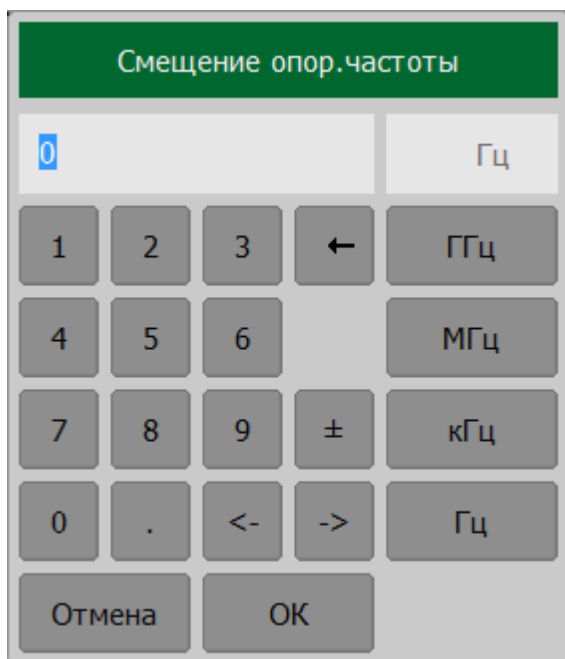 Смещение опор.частоты
0 Гц
1 2 3 ← ГГц
4 5 6 МГц
7 8 9 ± кГц
0 . <- -> Гц
Отмена ОК